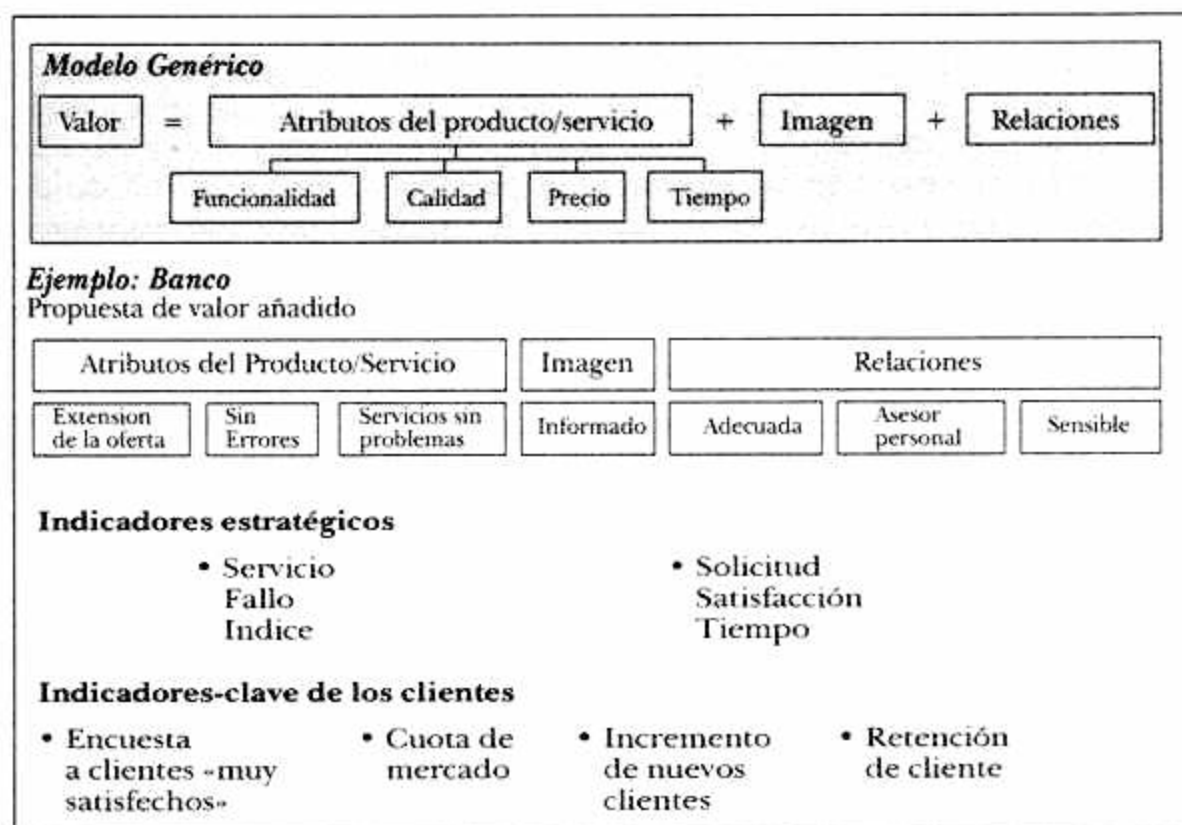 Modelo Genérico
Valor = Atributos del producto/servicio + Imagen + Relaciones
Funcionalidad Calidad Precio Tiempo
Ejemplo: Banco
Propuesta de valor añadido
Atributos del Producto/Servicio Imagen Relaciones
Extension de la oferta Sin Errores Servicios sin problemas Informado Adecuada Asesor personal Sensible
Indicadores estratégicos
• Servicio
Fallo
Indice
• Solicitud
Satisfacción
Tiempo
Indicadores-clave de los clientes
• Encuesta
a clientes «muy
satisfechos»
• Cuota de
mercado
• Incremento
de nuevos
clientes
• Retención
de cliente